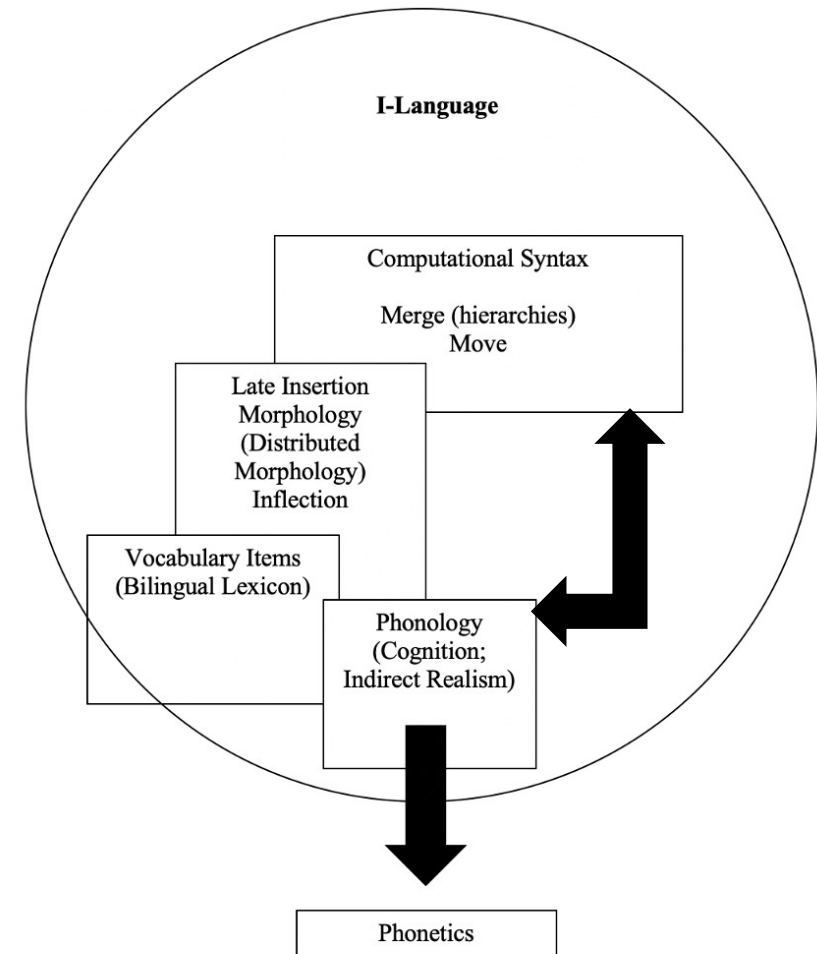 I-Language
Computational Syntax
Merge (hierarchies)
Move
Late Insertion
Morphology
(Distributed
Morphology)
Inflection
Vocabulary Items
(Bilingual Lexicon)
Phonology
(Cognition;
Indirect Realism)
Phonetics